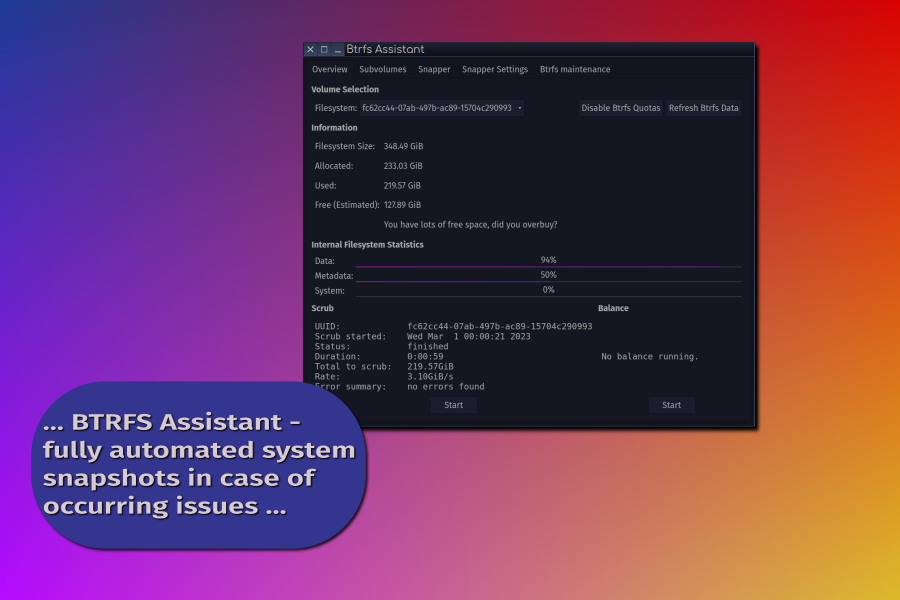 Btrfs Assistant
Overview Subvolumes Snapper Snapper Settings Btrfs maintenance
Volume Selection
Filesystem: fc62cc44-07ab-497b-ac89-15704c290993 Disable Btrfs Quotas Refresh Btrfs Data
Information
Filesystem Size: 348.49 GiB
Allocated: 233.03 GiB
Used: 219.57 GiB
Free (Estimated): 127.89 GiB
You have lots of free space, did you overbuy?
Internal Filesystem Statistics
Data: 94%
Metadata: 50%
System: 0%
Scrub Balance
UUID: fc62cc44-07ab-497b-ac89-15704c290993
Scrub started: Wed Mar 1 00:00:21 2023
Status: finished
Duration: 0:00:59 No balance running.
Total to scrub: 219.57GiB
Rate: 3.10GiB/s
Error summary: no errors found
Start Start
... BTRFS Assistant -
fully automated system
snapshots in case of
occurring issues ...